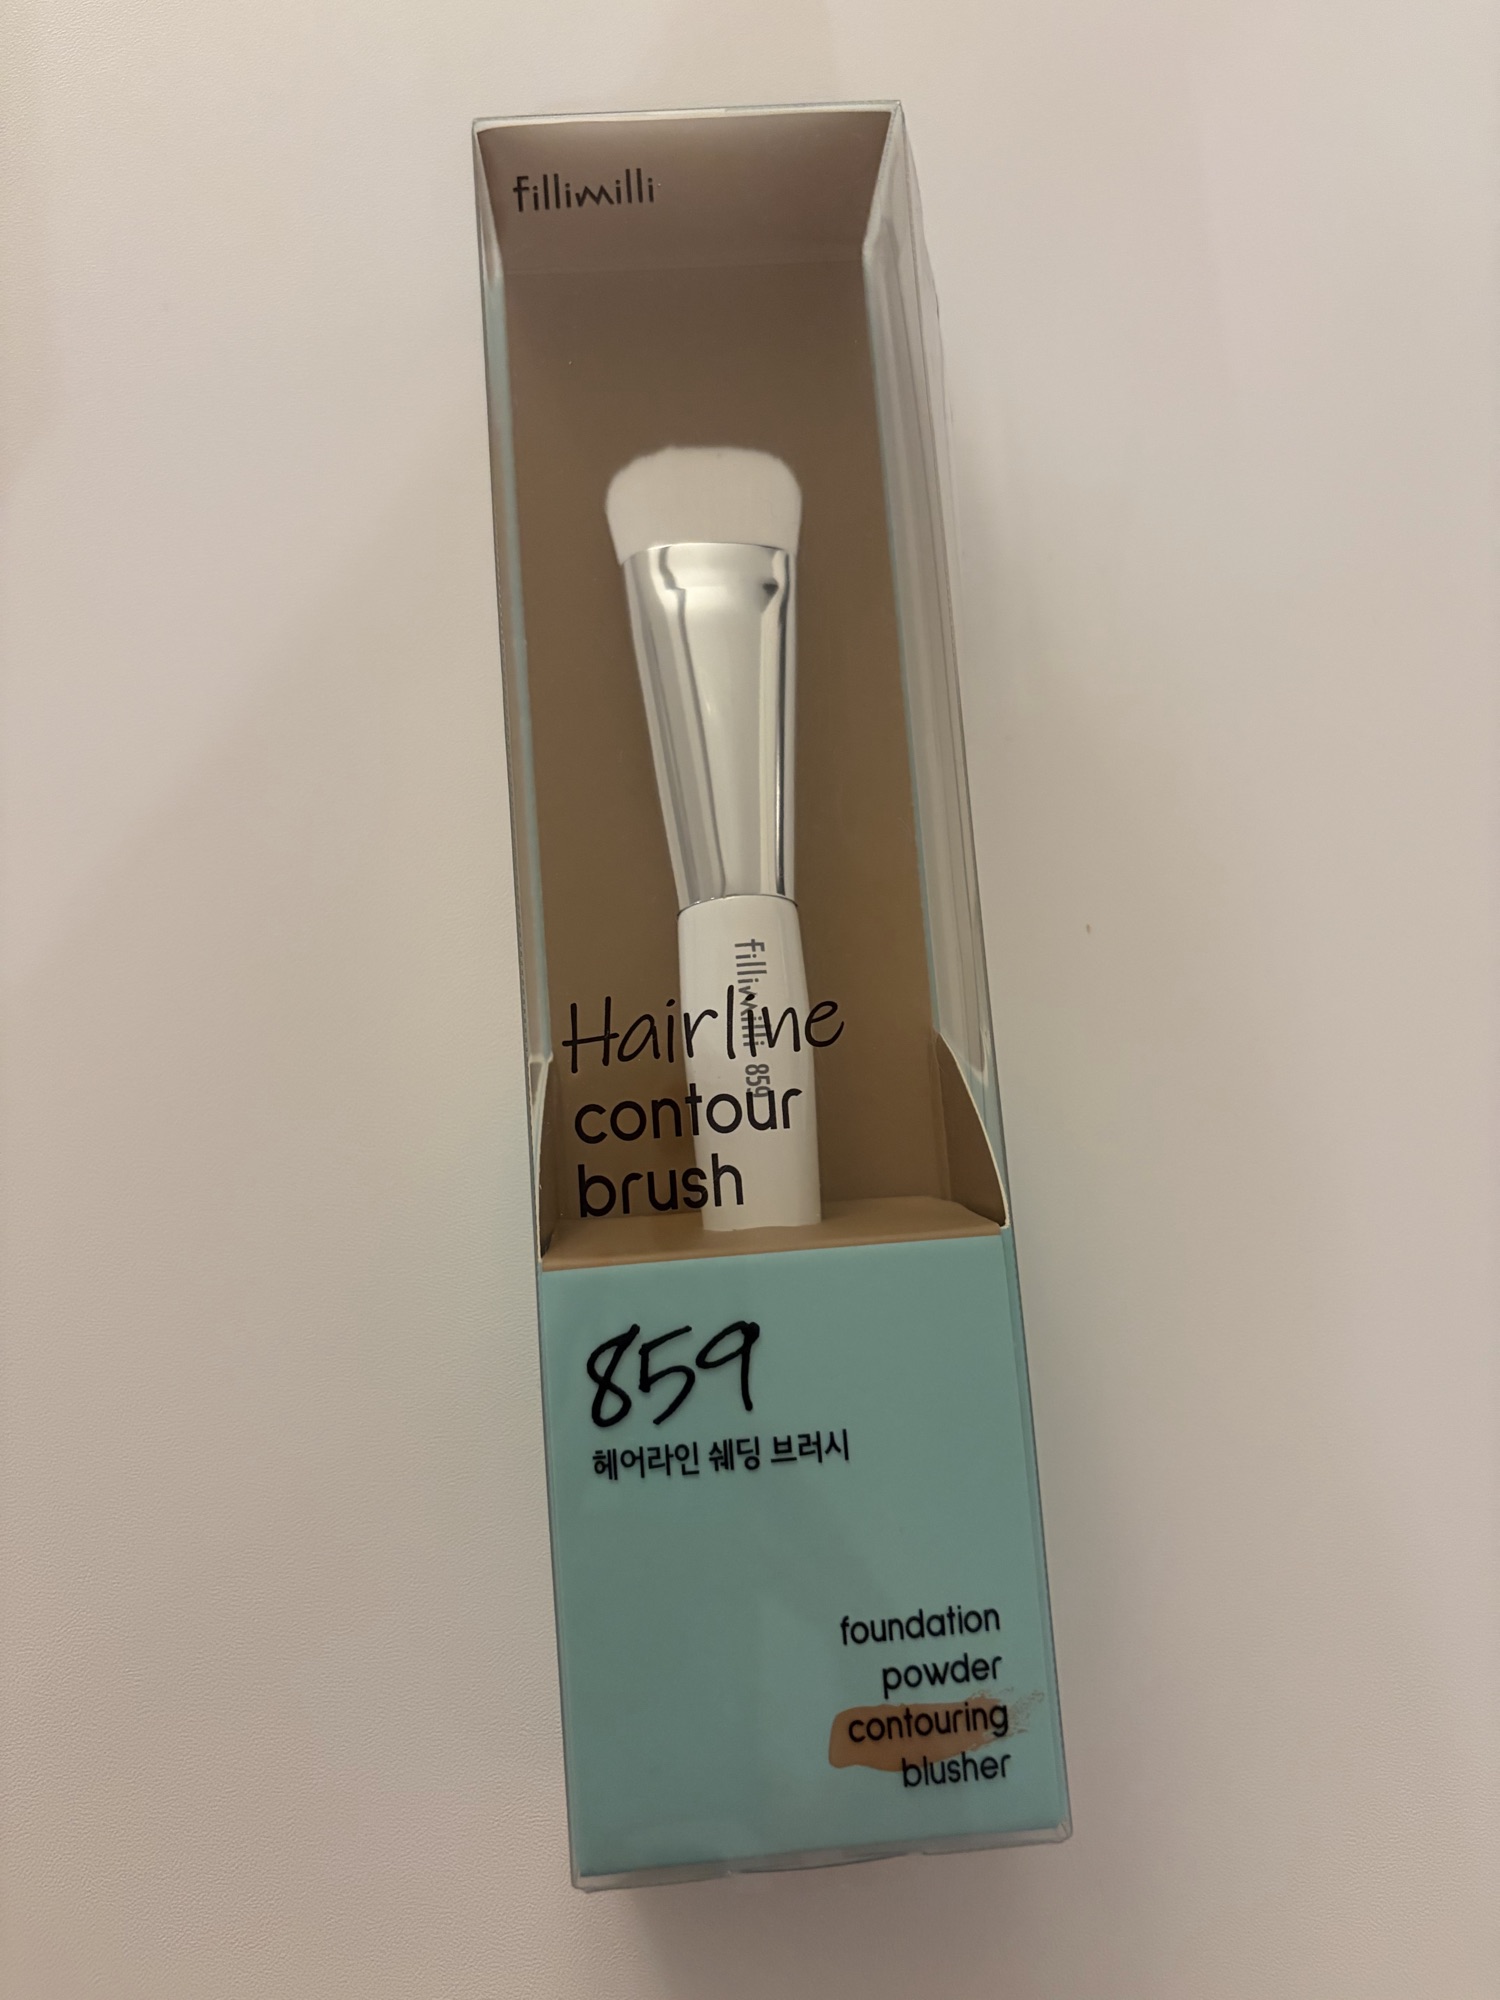 fillimilli
fillimilli 859
Hairline
contour
brush
859
헤어라인 쉐딩 브러시
foundation
powder
contouring
blusher